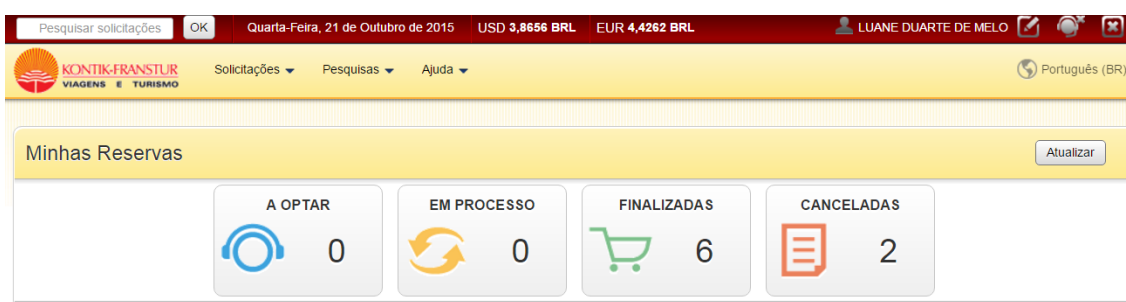 Pesquisar solicitações OK Quarta-Feira, 21 de Outubro de 2015 USD 3,8656 BRL EUR 4,4262 BRL LUANE DUARTE DE MELO
KONTIK-FRANSTUR
VIAGENS E TURISMO
Solicitações Pesquisas Ajuda Português (BR)
Minhas Reservas Atualizar
A OPTAR EM PROCESSO FINALIZADAS CANCELADAS
0 0 6 2